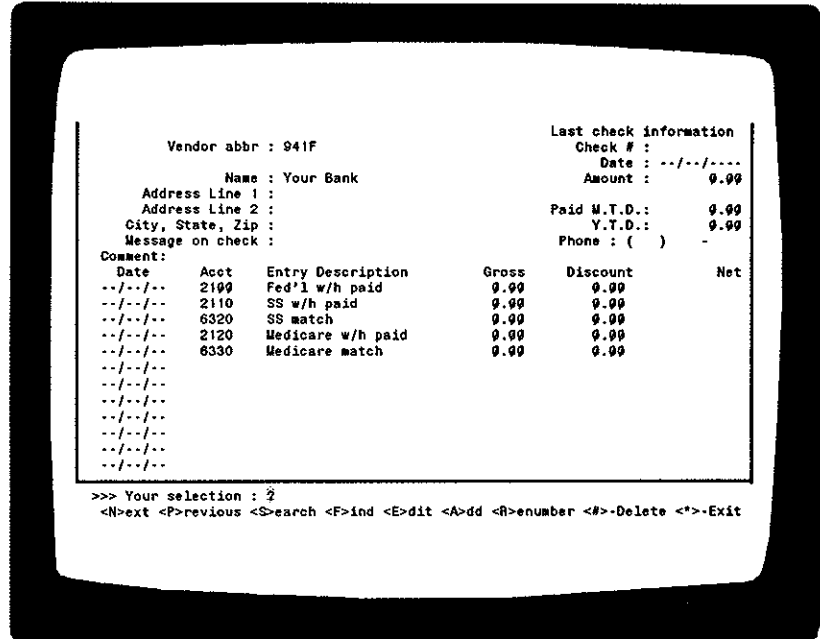 Last check information
Vendor abbr : 941F Check # :
Date : --/--/----
Name : Your Bank Amount : 0.00
Address Line 1 :
Address Line 2 : Paid M.T.D.: 0.00
City, State, Zip : Y.T.D.: 0.00
Message on check : Phone : ( ) -
Comment:
Date Acct Entry Description Gross Discount Net
--/--/-- 2100 Fed'l w/h paid 0.00 0.00
--/--/-- 2110 SS w/h paid 0.00 0.00
--/--/-- 6320 SS match 0.00 0.00
--/--/-- 2120 Medicare w/h paid 0.00 0.00
--/--/-- 6330 Medicare match 0.00 0.00
--/--/--
--/--/--
--/--/--
--/--/--
--/--/--
--/--/--
>>> Your selection : ?
<N>ext <P>revious <S>earch <F>ind <E>dit <A>dd <R>enumber <#>-Delete <*>-Exit